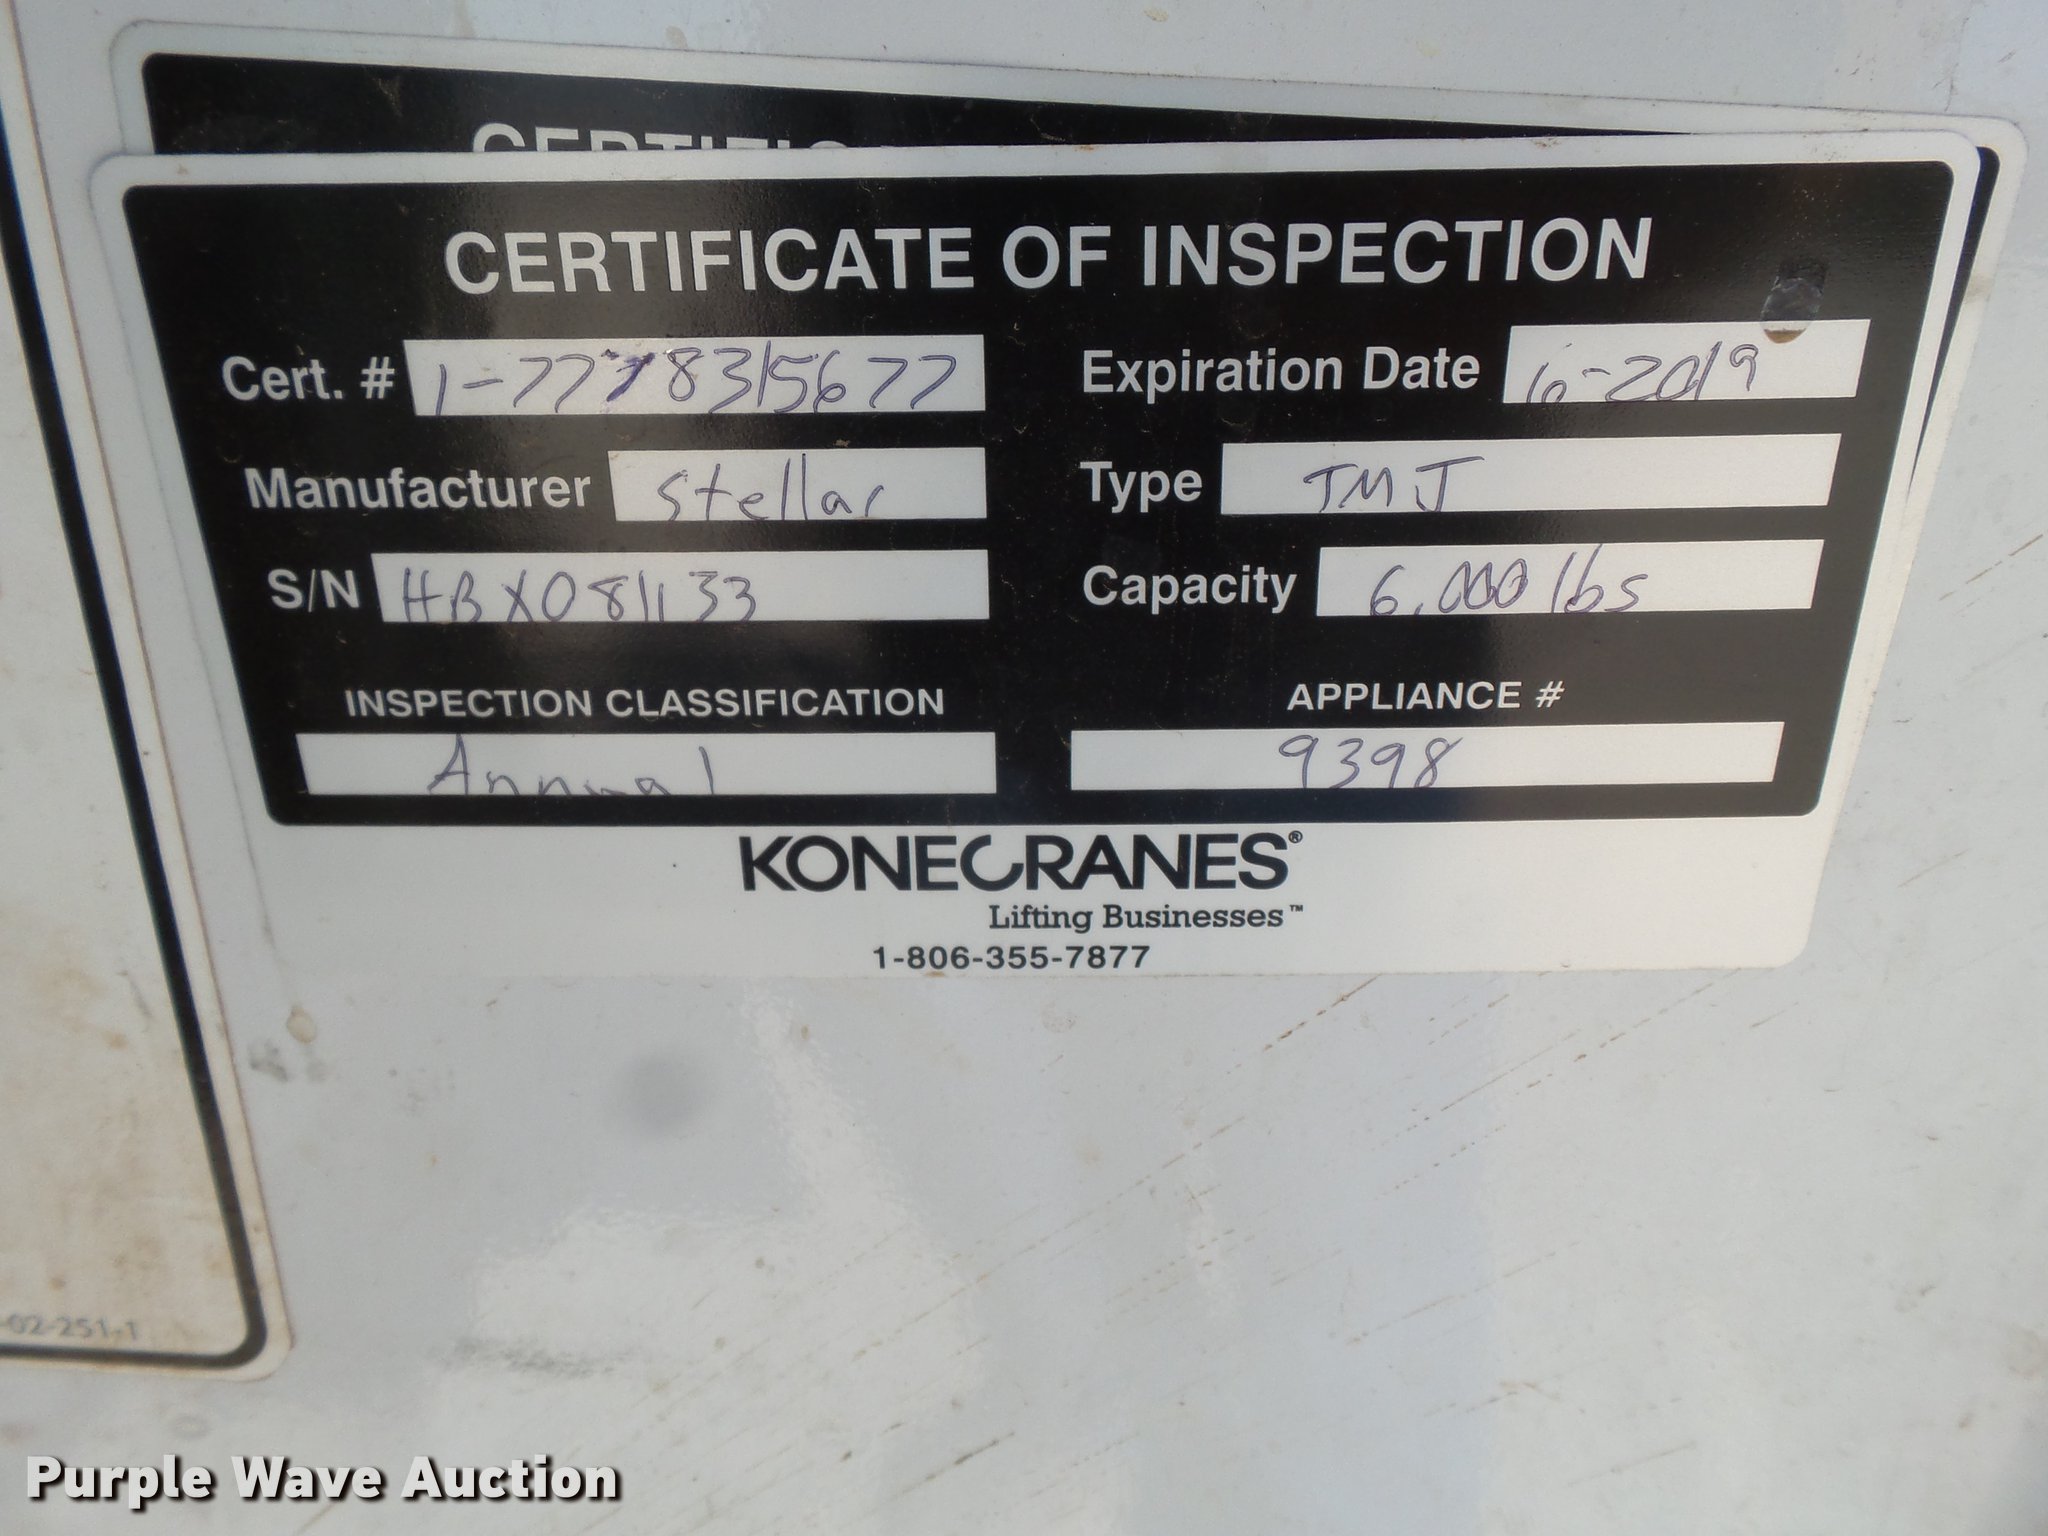 CERTIFICATE OF INSPECTION
Cert. # 1-7778315677 Expiration Date 6-2019
Manufacturer Stellar Type TMJ
S/N HBX081133 Capacity 6,000 lbs
INSPECTION CLASSIFICATION APPLIANCE #
Annual 9398
KONECRANES®
Lifting Businesses™
1-806-355-7877
-02-251-1
Purple Wave Auction